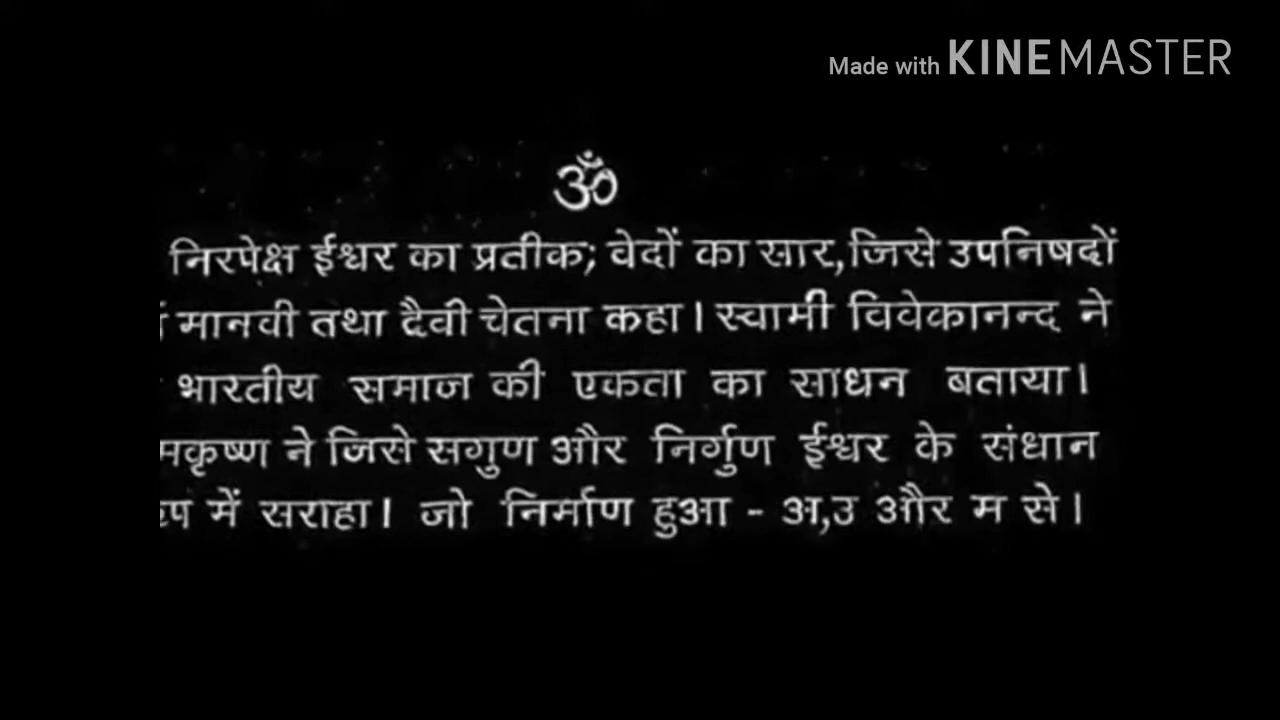 Made with KINEMASTER
ॐ
निरपेक्ष ईश्वर का प्रतीक; वेदों का सार, जिसे उपनिषदों
मानवी तथा दैवी चेतना कहा। स्वामी विवेकानन्द ने
भारतीय समाज की एकता का साधन बताया।
मकृष्ण ने जिसे सगुण और निर्गुण ईश्वर के संधान
में सराहा। जो निर्माण हुआ - अ,उ और म से।